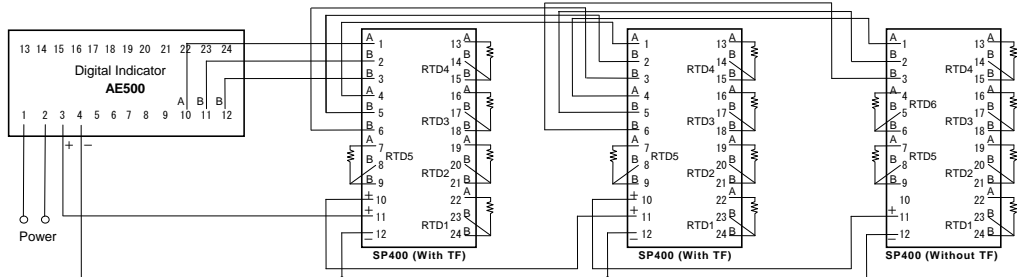 13 14 15 16 17 18 19 20 21 22 23 24
Digital Indicator
AE500
A B B
1 2 3 4 5 6 7 8 9 10 11 12
+ −
Power
A 1
B 2
B 3
A 4
B 5
B 6
A 7
B 8
B 9
+ 10
+ 11
− 12
RTD5
13 A
14 B
15 B
RTD4
16 A
17 B
18 B
RTD3
19 A
20 B
21 B
RTD2
22 A
23 B
24 B
RTD1
SP400 (With TF)
A 1
B 2
B 3
A 4
B 5
B 6
A 7
B 8
B 9
+ 10
+ 11
− 12
RTD5
13 A
14 B
15 B
RTD4
16 A
17 B
18 B
RTD3
19 A
20 B
21 B
RTD2
22 A
23 B
24 B
RTD1
SP400 (With TF)
A 1
B 2
B 3
A 4
B 5
B 6
RTD6
A 7
B 8
B 9
RTD5
10
+ 11
− 12
13 A
14 B
15 B
RTD4
16 A
17 B
18 B
RTD3
19 A
20 B
21 B
RTD2
22 A
23 B
24 B
RTD1
SP400 (Without TF)